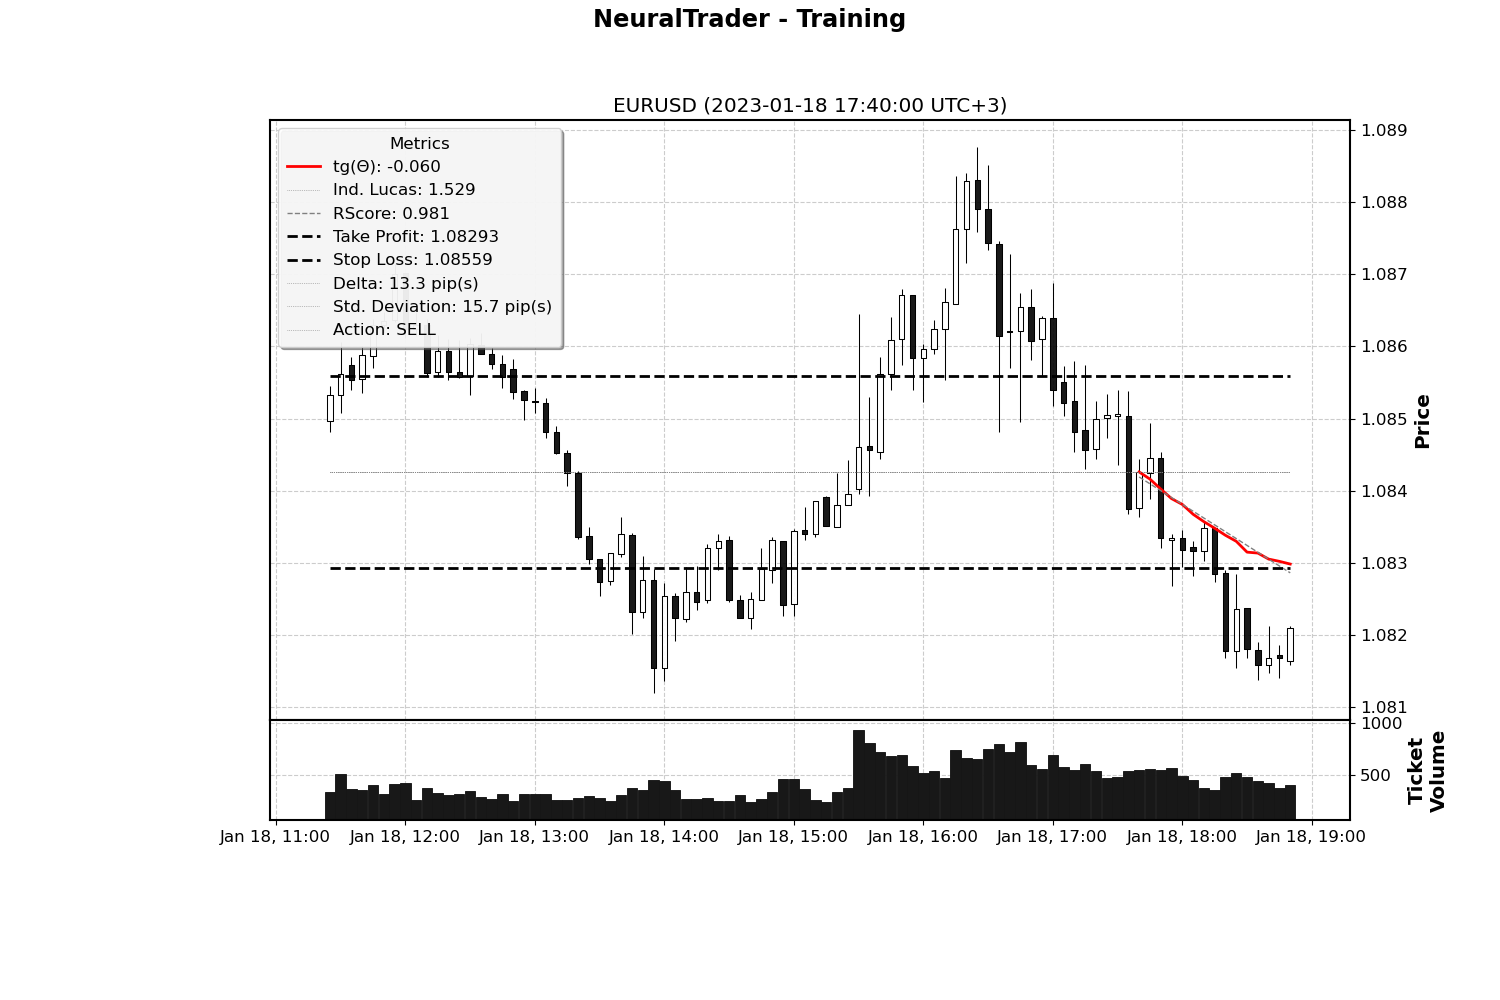 NeuralTrader - Training
EURUSD (2023-01-18 17:40:00 UTC+3)
Metrics
tg(Θ): -0.060
Ind. Lucas: 1.529
RScore: 0.981
Take Profit: 1.08293
Stop Loss: 1.08559
Delta: 13.3 pip(s)
Std. Deviation: 15.7 pip(s)
Action: SELL
1.089
1.088
1.087
1.086
1.085
1.084
1.083
1.082
1.081
Price
1000
500
Ticket
Volume
Jan 18, 11:00
Jan 18, 12:00
Jan 18, 13:00
Jan 18, 14:00
Jan 18, 15:00
Jan 18, 16:00
Jan 18, 17:00
Jan 18, 18:00
Jan 18, 19:00